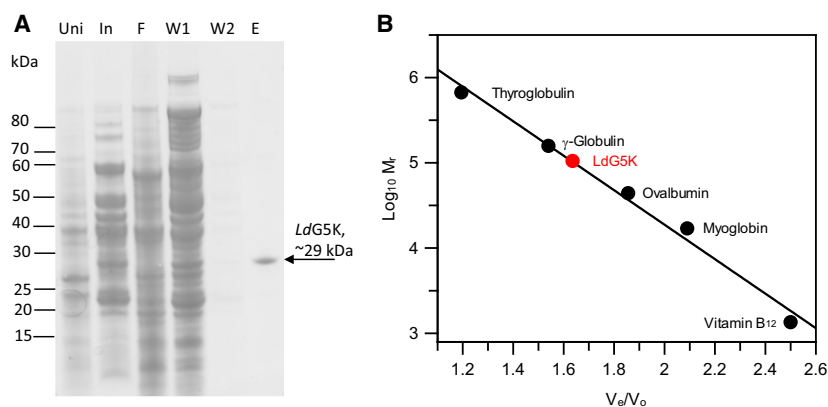 A
Uni In F W1 W2 E
kDa
80
70
60
50
40
30
25
20
15
LdG5K,
~29 kDa
B
Log10 Mr
6
5
4
3
Thyroglobulin
γ-Globulin
LdG5K
Ovalbumin
Myoglobin
Vitamin B12
1.2 1.4 1.6 1.8 2 2.2 2.4 2.6
Ve/Vo